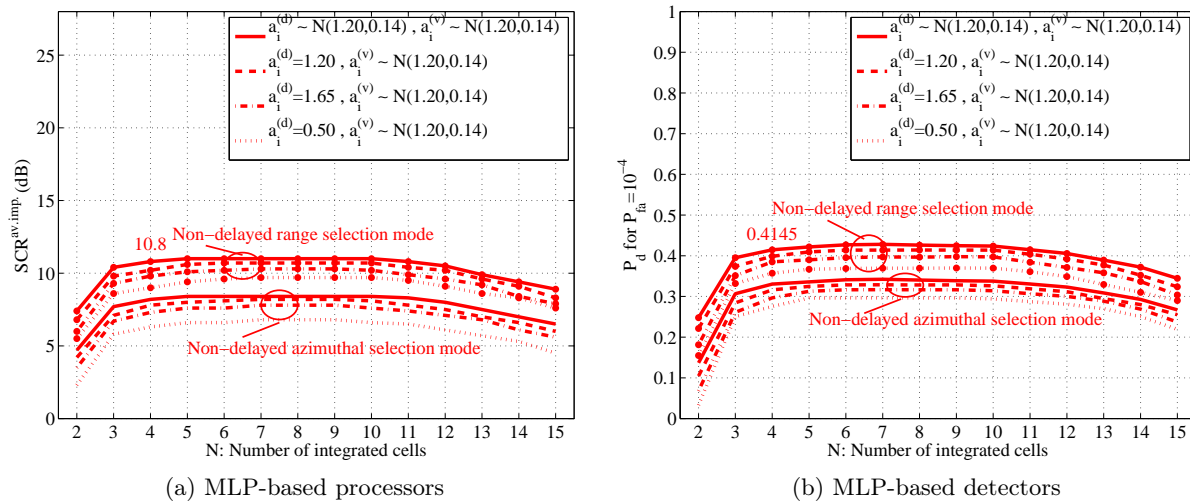 a_i^(d) ~ N(1.20,0.14) , a_i^(v) ~ N(1.20,0.14)
a_i^(d)=1.20 , a_i^(v) ~ N(1.20,0.14)
a_i^(d)=1.65 , a_i^(v) ~ N(1.20,0.14)
a_i^(d)=0.50 , a_i^(v) ~ N(1.20,0.14)
25
20
15
10
5
0
SCR^av.imp. (dB)
10.8
Non−delayed range selection mode
Non−delayed azimuthal selection mode
2 3 4 5 6 7 8 9 10 11 12 13 14 15
N: Number of integrated cells
(a) MLP-based processors
a_i^(d) ~ N(1.20,0.14) , a_i^(v) ~ N(1.20,0.14)
a_i^(d)=1.20 , a_i^(v) ~ N(1.20,0.14)
a_i^(d)=1.65 , a_i^(v) ~ N(1.20,0.14)
a_i^(d)=0.50 , a_i^(v) ~ N(1.20,0.14)
1
0.9
0.8
0.7
0.6
0.5
0.4
0.3
0.2
0.1
0
P_d for P_fa=10^-4
Non−delayed range selection mode
0.4145
Non−delayed azimuthal selection mode
2 3 4 5 6 7 8 9 10 11 12 13 14 15
N: Number of integrated cells
(b) MLP-based detectors